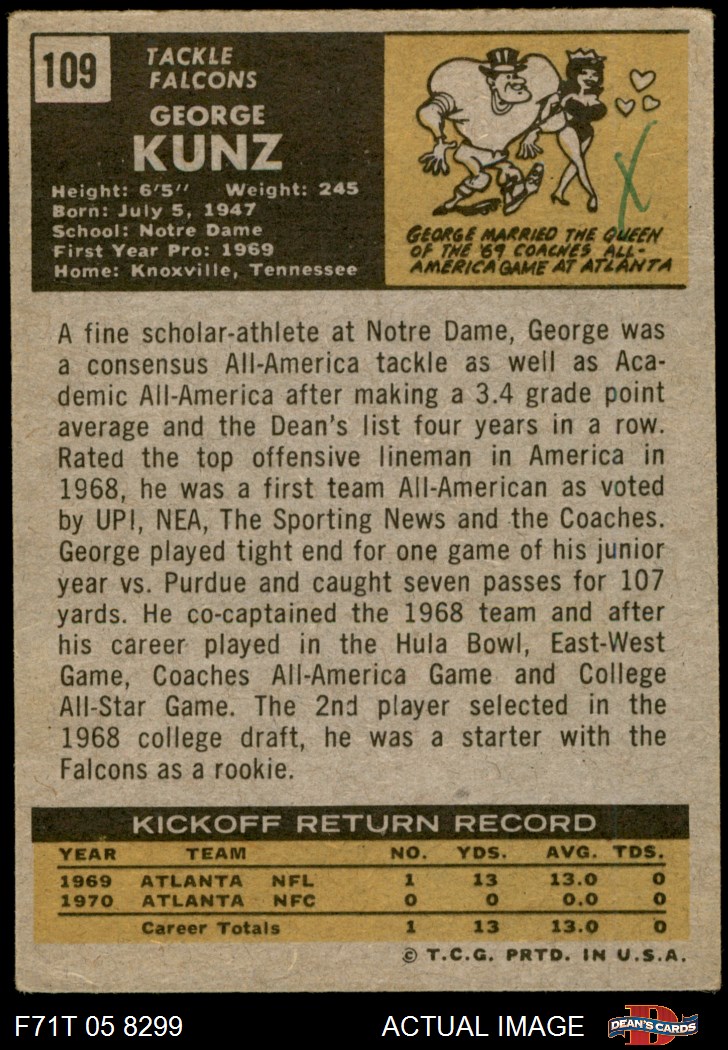 109
TACKLE
FALCONS
GEORGE
KUNZ
Height: 6'5" Weight: 245
Born: July 5, 1947
School: Notre Dame
First Year Pro: 1969
Home: Knoxville, Tennessee
X
GEORGE MARRIED THE QUEEN
OF THE '69 COACHES ALL-
AMERICA GAME AT ATLANTA
A fine scholar-athlete at Notre Dame, George was
a consensus All-America tackle as well as Aca-
demic All-America after making a 3.4 grade point
average and the Dean's list four years in a row.
Rated the top offensive lineman in America in
1968, he was a first team All-American as voted
by UPI, NEA, The Sporting News and the Coaches.
George played tight end for one game of his junior
year vs. Purdue and caught seven passes for 107
yards. He co-captained the 1968 team and after
his career played in the Hula Bowl, East-West
Game, Coaches All-America Game and College
All-Star Game. The 2nd player selected in the
1968 college draft, he was a starter with the
Falcons as a rookie.
KICKOFF RETURN RECORD
YEAR TEAM NO. YDS. AVG. TDS.
1969 ATLANTA NFL 1 13 13.0 0
1970 ATLANTA NFC 0 0 0.0 0
Career Totals 1 13 13.0 0
© T.C.G. PRTD. IN U.S.A.
F71T 05 8299 ACTUAL IMAGE D DEAN'S CARDS